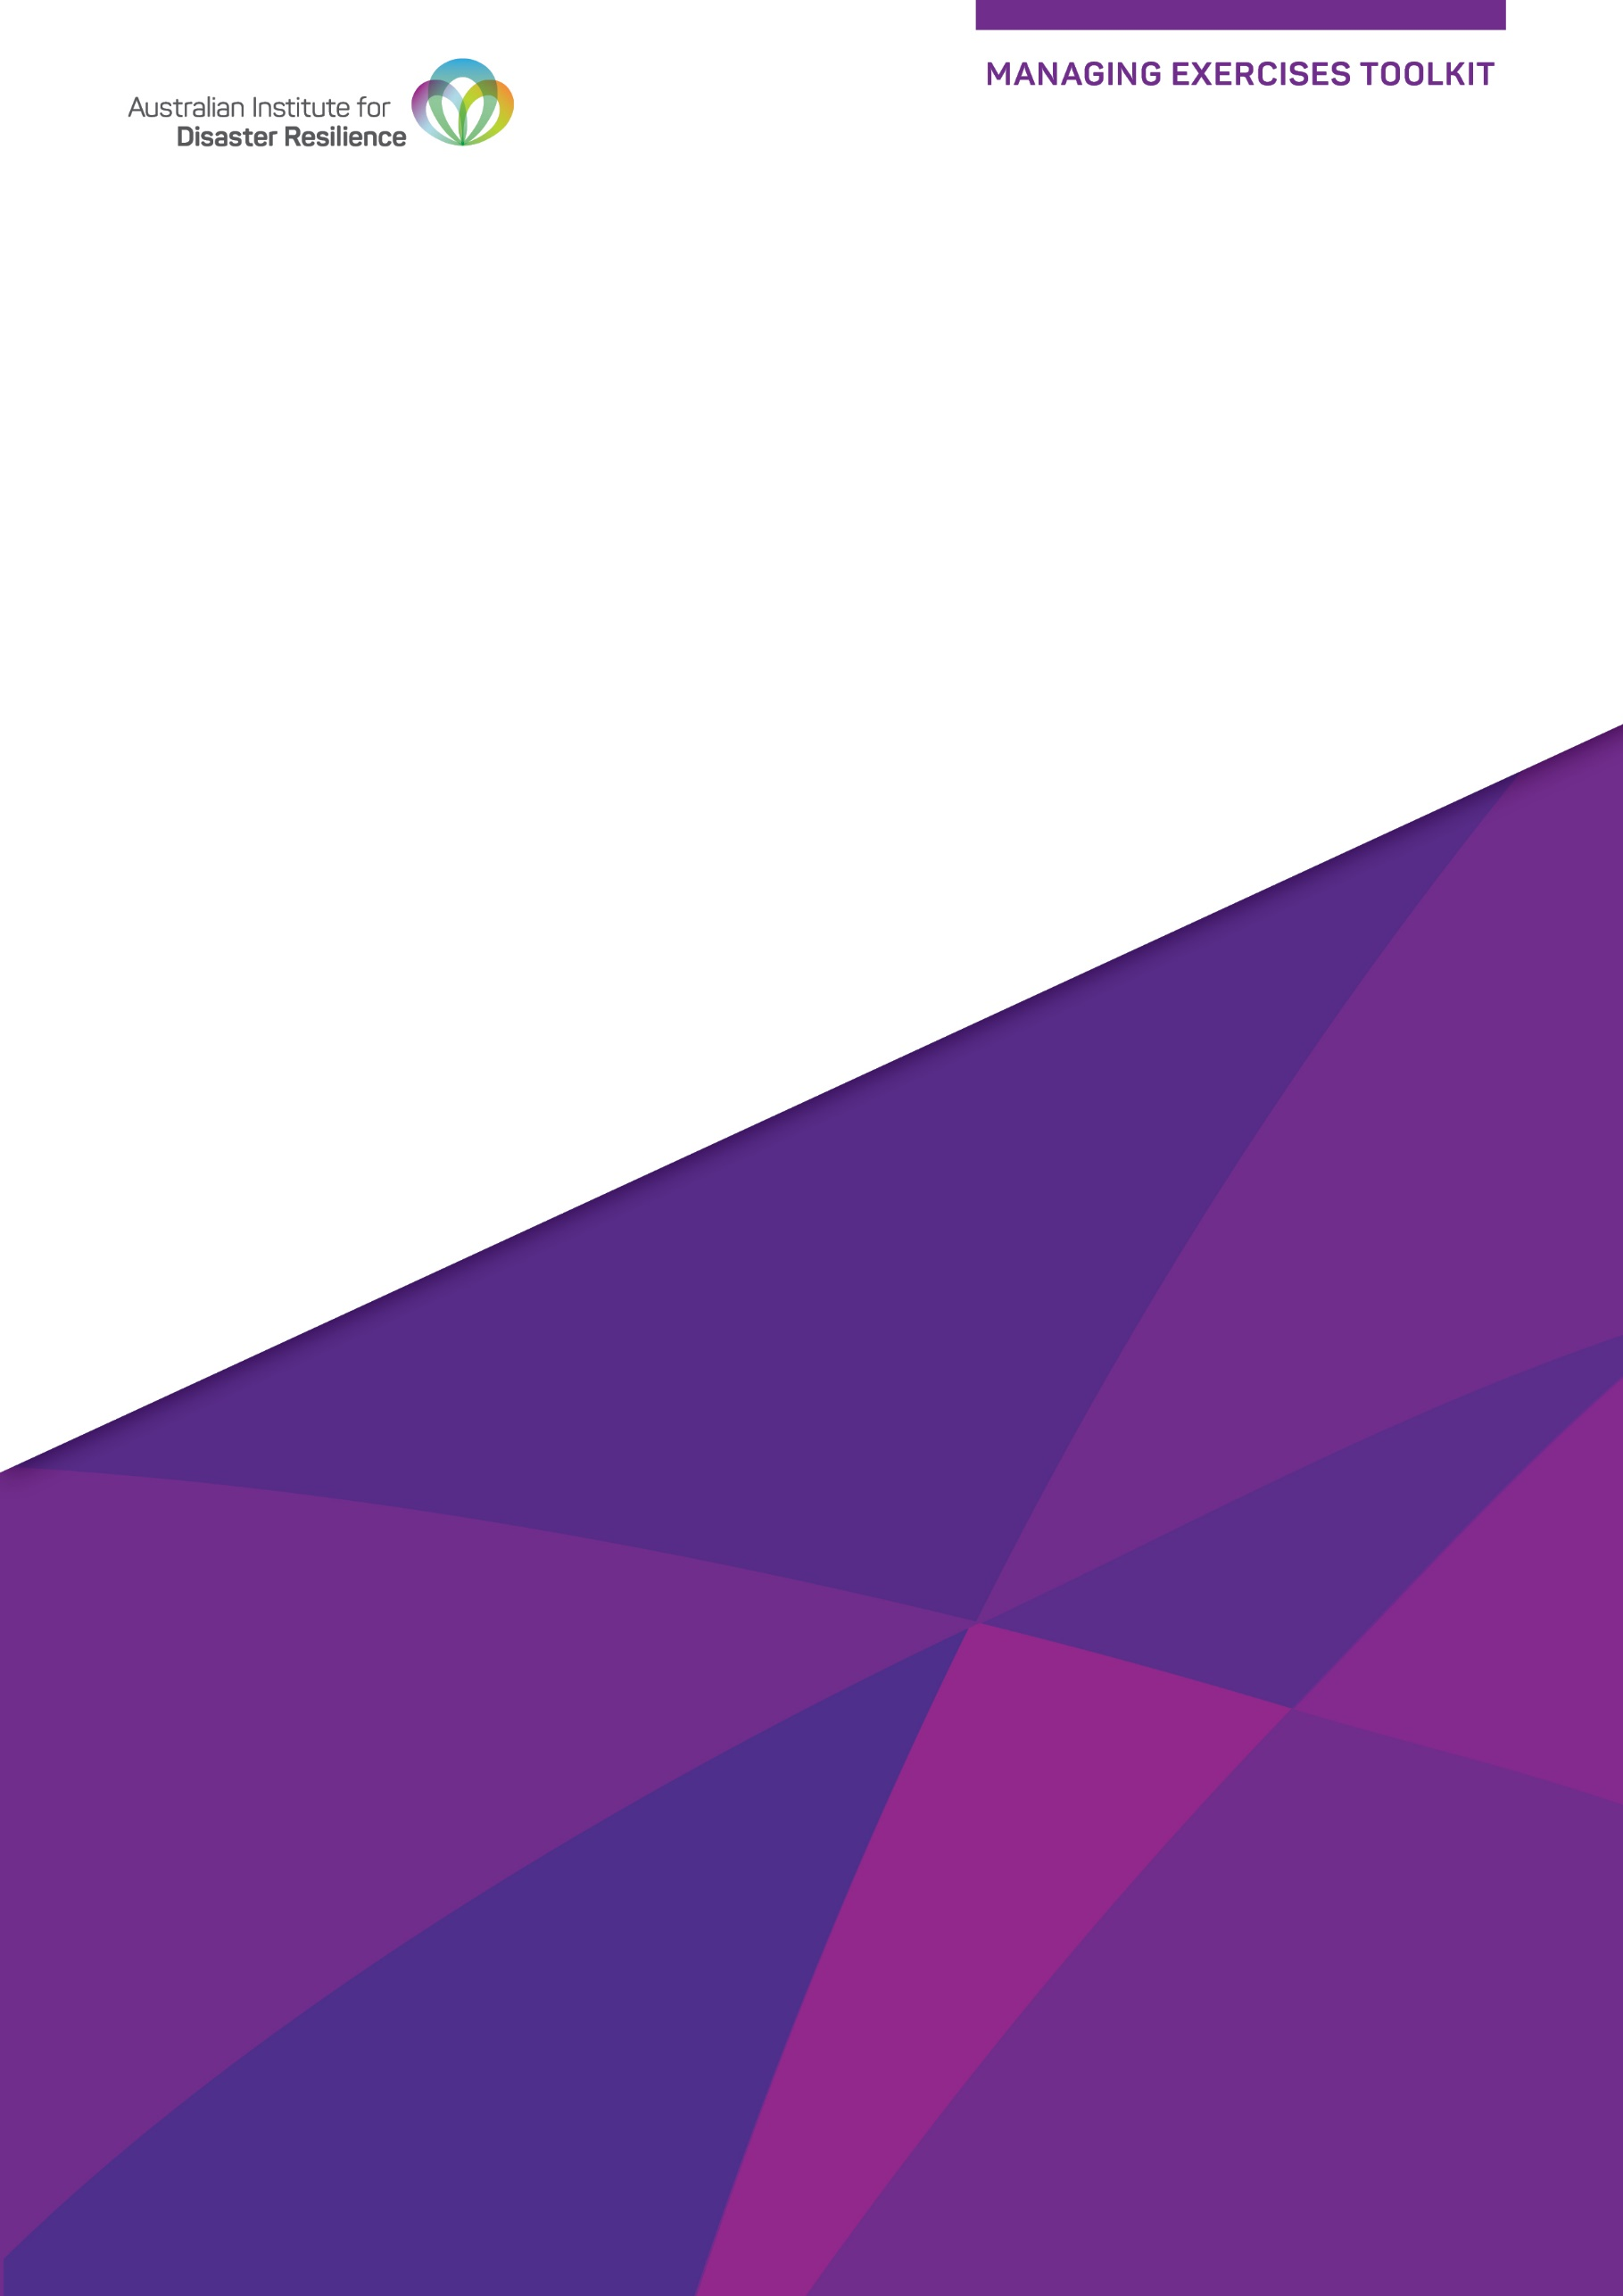 MANAGING EXERCISES TOOLKIT
Australian Institute for
Disaster Resilience